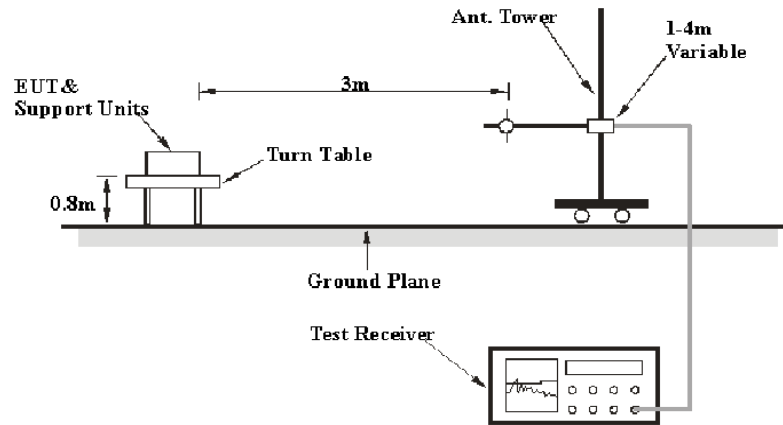 Ant. Tower
1-4m
Variable
3m
EUT&
Support Units
Turn Table
0.8m
Ground Plane
Test Receiver